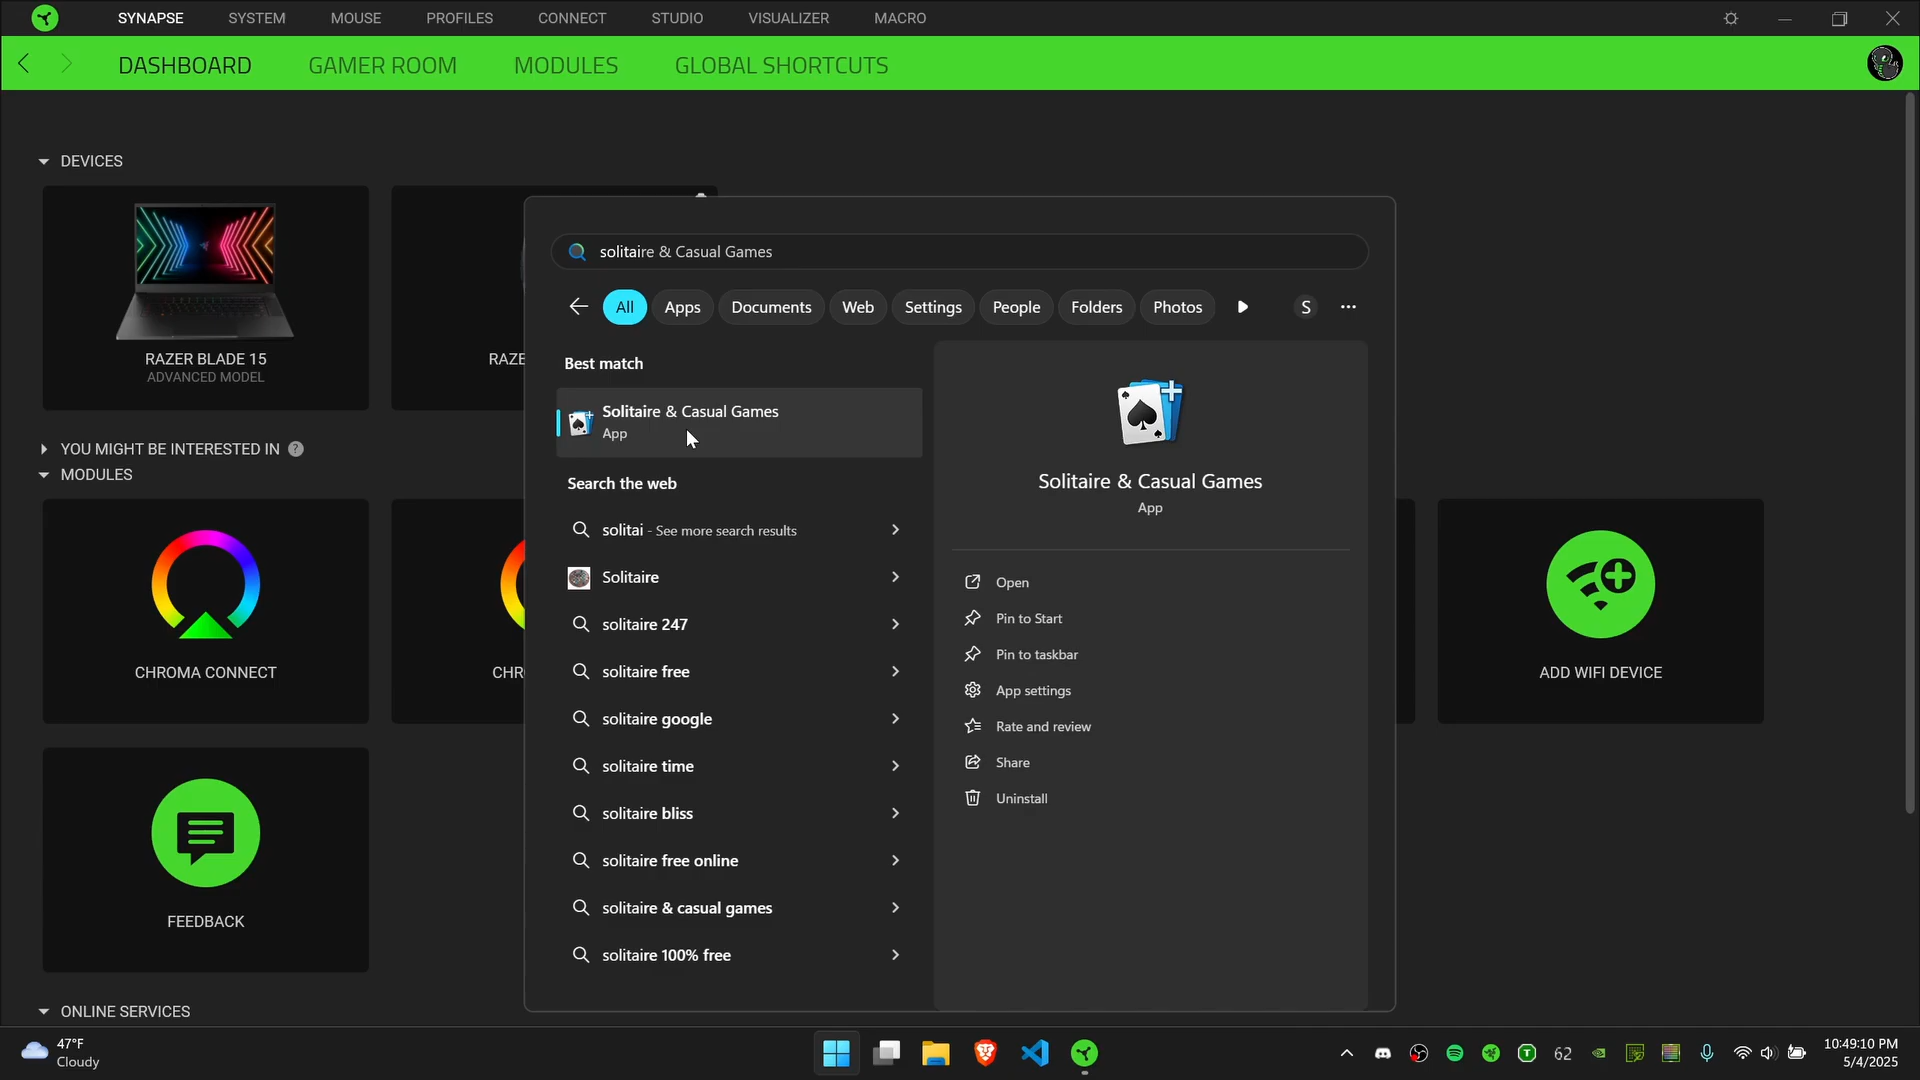 SYNAPSE SYSTEM MOUSE PROFILES CONNECT STUDIO VISUALIZER MACRO
DASHBOARD GAMER ROOM MODULES GLOBAL SHORTCUTS
DEVICES
RAZER BLADE 15
ADVANCED MODEL
RAZE
YOU MIGHT BE INTERESTED IN ?
MODULES
CHROMA CONNECT
CHR
ADD WIFI DEVICE
FEEDBACK
ONLINE SERVICES
solitaire & Casual Games
All Apps Documents Web Settings People Folders Photos S
Best match
Solitaire & Casual Games
App
Search the web
solitai - See more search results
Solitaire
solitaire 247
solitaire free
solitaire google
solitaire time
solitaire bliss
solitaire free online
solitaire & casual games
solitaire 100% free
Solitaire & Casual Games
App
Open
Pin to Start
Pin to taskbar
App settings
Rate and review
Share
Uninstall
47°F
Cloudy
T
62
10:49:10 PM
5/4/2025